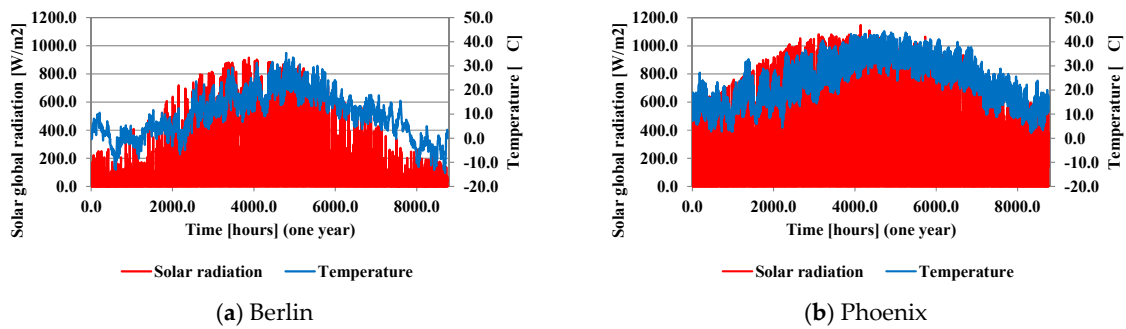 Solar global radiation [W/m2]
1200.0
1000.0
800.0
600.0
400.0
200.0
0.0
50.0
40.0
30.0
20.0
10.0
0.0
-10.0
-20.0
Temperature [ C]
0.0 2000.0 4000.0 6000.0 8000.0
Time [hours] (one year)
Solar radiation Temperature
(a) Berlin
Solar global radiation [W/m2]
1200.0
1000.0
800.0
600.0
400.0
200.0
0.0
50.0
40.0
30.0
20.0
10.0
0.0
-10.0
-20.0
Temperature [ C]
0.0 2000.0 4000.0 6000.0 8000.0
Time [hours] (one year)
Solar radiation Temperature
(b) Phoenix